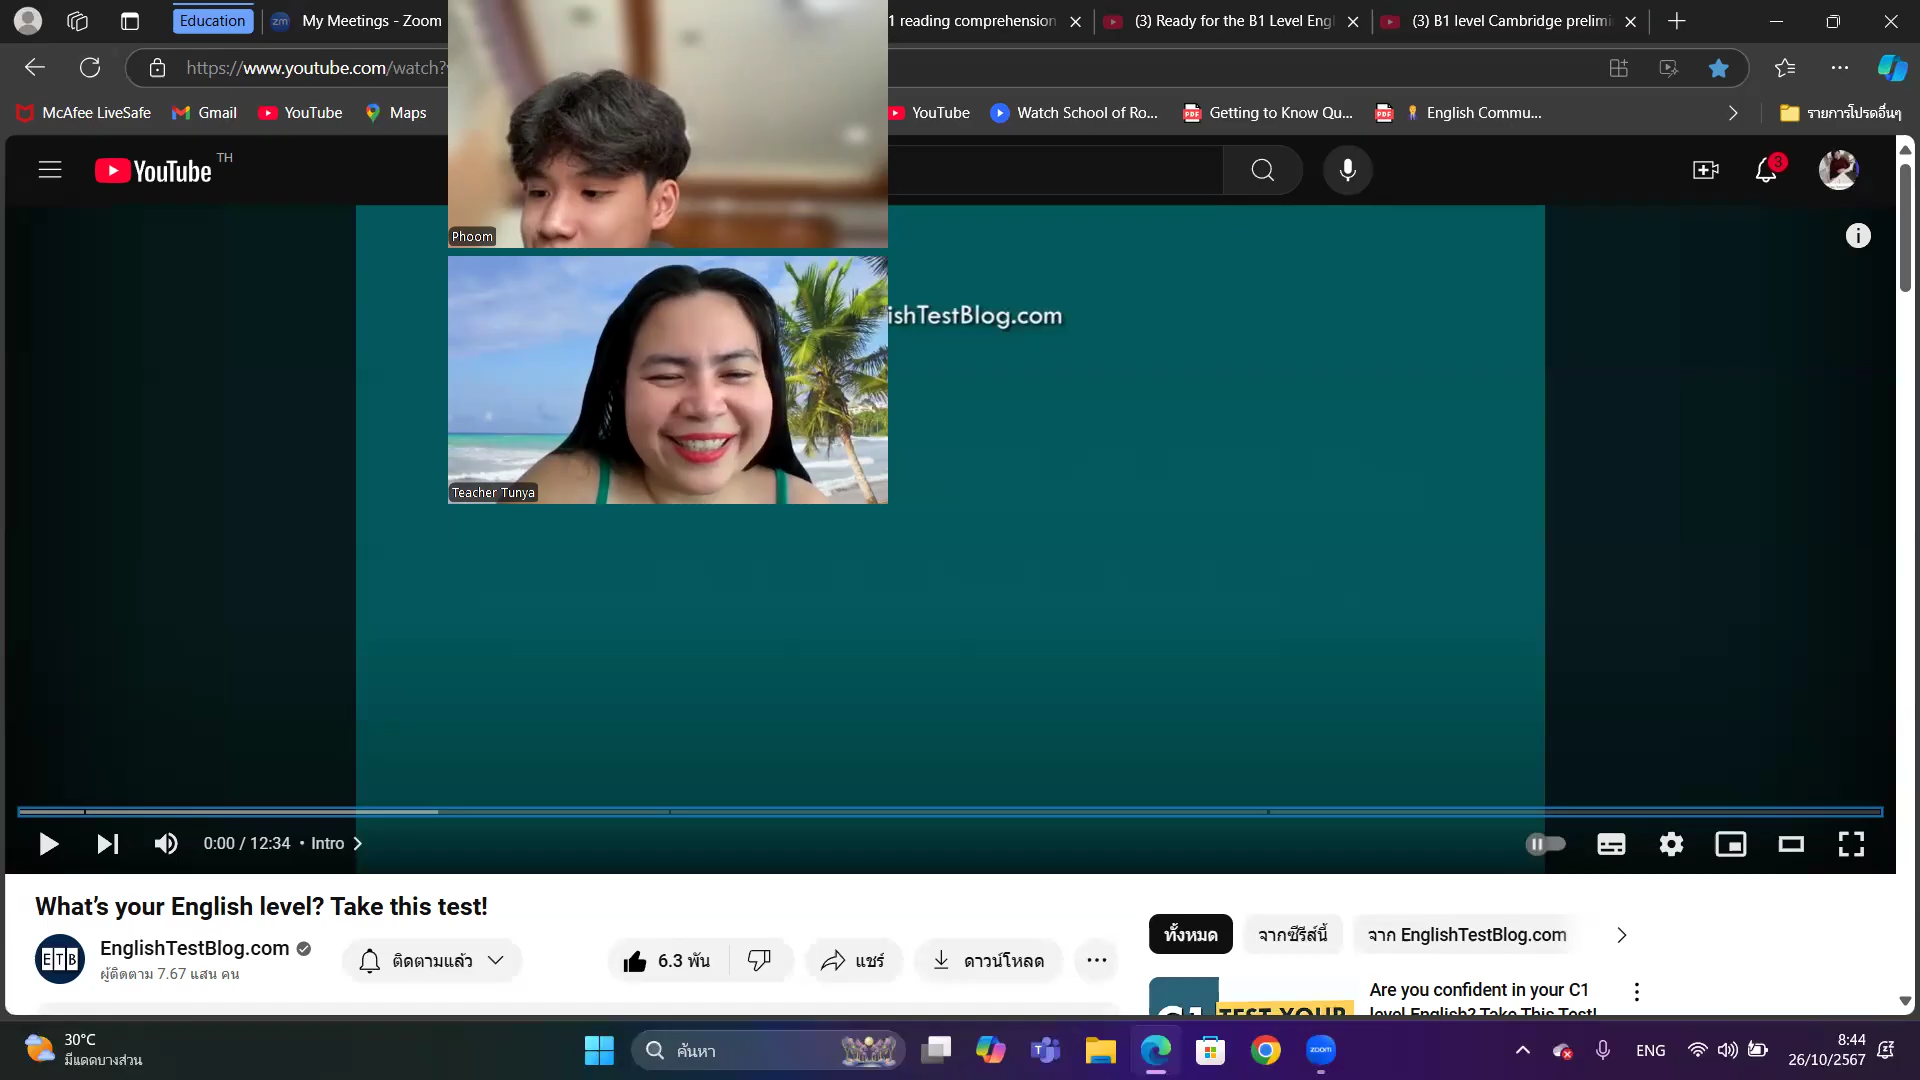 Education
My Meetings - Zoom
1 reading comprehension
(3) Ready for the B1 Level Engl
(3) B1 level Cambridge prelimi
https://www.youtube.com/watch?
McAfee LiveSafe
Gmail
YouTube
Maps
YouTube
Watch School of Ro...
Getting to Know Qu...
English Commu...
รายการโปรดอื่นๆ
YouTube TH
3
Phoom
ishTestBlog.com
Teacher Tunya
0:00 / 12:34 • Intro
What's your English level? Take this test!
ETB
EnglishTestBlog.com
ผู้ติดตาม 7.67 แสน คน
ติดตามแล้ว
6.3 พัน
แชร์
ดาวน์โหลด
ทั้งหมด
จากซีรีส์นี้
จาก EnglishTestBlog.com
Are you confident in your C1
level English? Take This Test!
C1 TEST YOUR
30°C
มีแดดบางส่วน
ค้นหา
zoom
ENG
8:44
26/10/2567